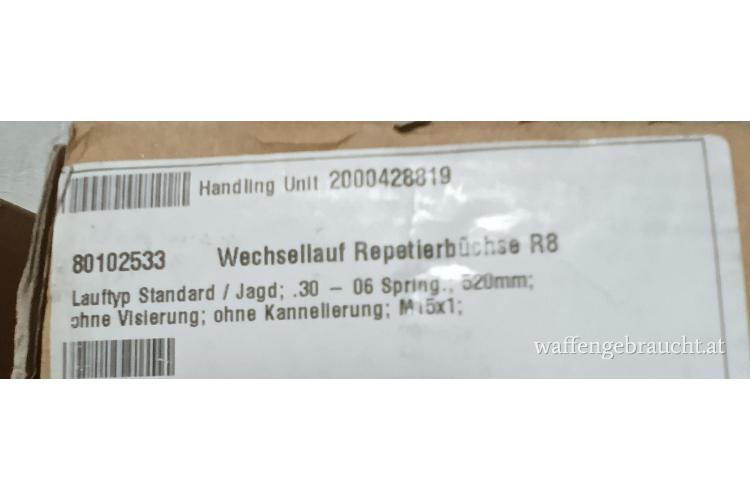 Handling Unit 2000428819
80102533 Wechsellauf Repetierbüchse R8
Lauftyp Standard / Jagd; .30 - 06 Spring.; 520mm;
ohne Visierung; ohne Kannelierung; M15x1;
waffengebraucht.at